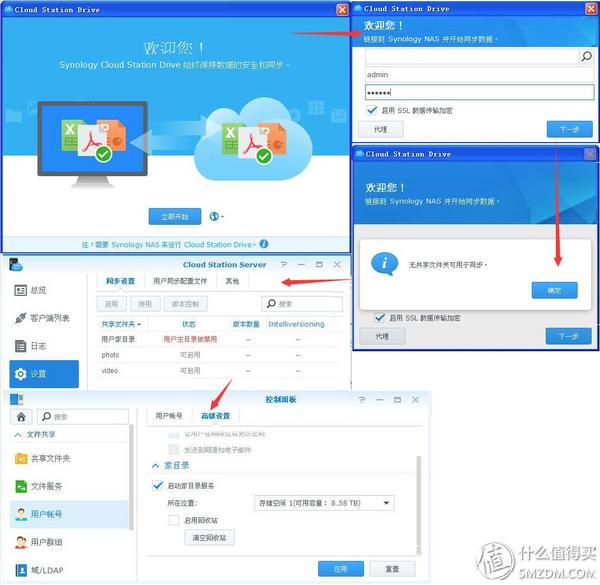 Cloud Station Drive
欢迎您！
Synology Cloud Station Drive 始终保持数据的安全和同步。
立即开始
注：需要 Synology NAS 来运行 Cloud Station Drive。
Cloud Station Drive
欢迎您！
链接到 Synology NAS 并开始同步数据。
admin
••••••
启用 SSL 数据传输加密
代理
下一步
Cloud Station Drive
欢迎您！
链接到 Synology NAS 并开始同步数据。
无共享文件夹可用于同步。
确定
启用 SSL 数据传输加密
代理
下一步
Cloud Station Server
总览
客户端列表
日志
设置
同步设置 用户同步配置文件 其他
启用 停用 版本控制 搜索
共享文件夹 状态 版本数量 Intelliversioning
用户家目录 用户主目录被禁用 -- --
photo 可启用 -- --
video 可启用 -- --
控制面板
搜索
文件共享
共享文件夹
文件服务
用户帐号
用户群组
域/LDAP
用户帐号 高级设置
发送到期通知电子邮件
家目录
启动家目录服务
所在位置： 存储空间 1(可用容量： 8.58 TB)
启用回收站
清空回收站
应用 重置
值 什么值得买
SMZDM.COM